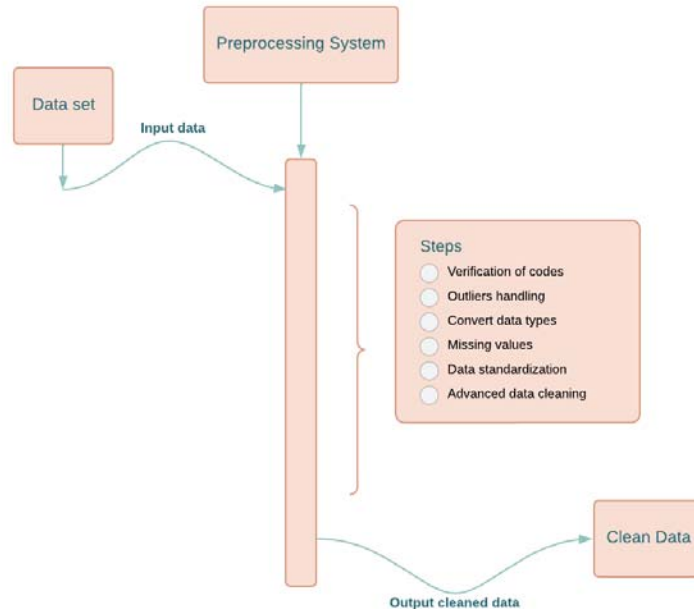 Preprocessing System
Data set
Input data
Steps
Verification of codes
Outliers handling
Convert data types
Missing values
Data standardization
Advanced data cleaning
Clean Data
Output cleaned data